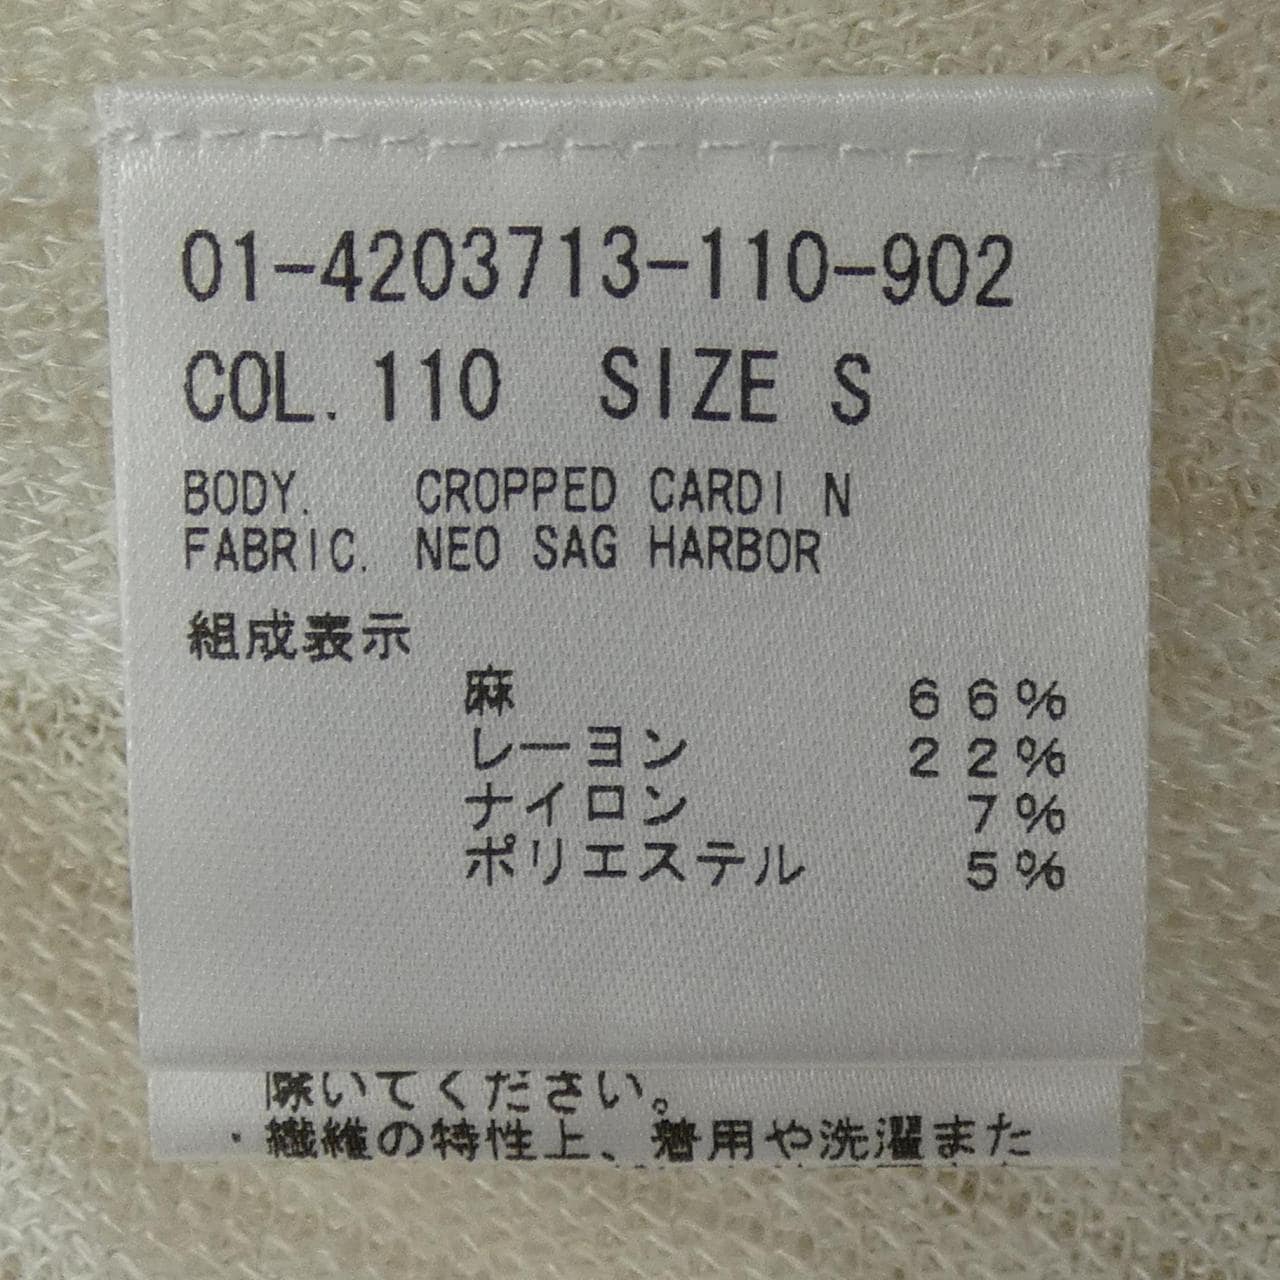 01-4203713-110-902
COL. 110 SIZE S
BODY. CROPPED CARDI N
FABRIC. NEO SAG HARBOR
組成表示
麻 66%
レーヨン 22%
ナイロン 7%
ポリエステル 5%
除いてください。
・繊維の特性上、着用や洗濯また